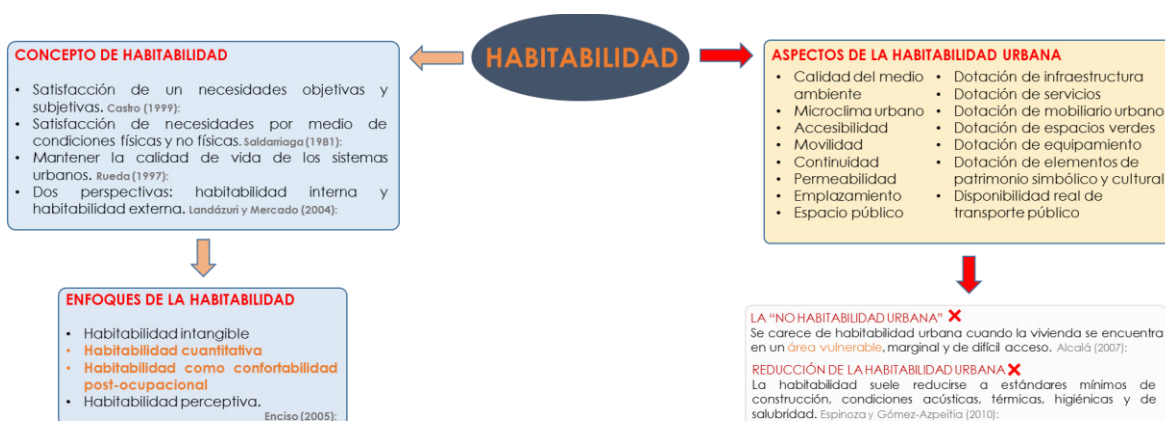 HABITABILIDAD
CONCEPTO DE HABITABILIDAD
• Satisfacción de un necesidades objetivas y
subjetivas. Castro (1999):
• Satisfacción de necesidades por medio de
condiciones físicas y no físicas. Saldarriaga (1981):
• Mantener la calidad de vida de los sistemas
urbanos. Rueda (1997):
• Dos perspectivas: habitabilidad interna y
habitabilidad externa. Landázuri y Mercado (2004):
ENFOQUES DE LA HABITABILIDAD
• Habitabilidad intangible
• Habitabilidad cuantitativa
• Habitabilidad como confortabilidad
post-ocupacional
• Habitabilidad perceptiva.
Enciso (2005):
ASPECTOS DE LA HABITABILIDAD URBANA
• Calidad del medio
ambiente
• Microclima urbano
• Accesibilidad
• Movilidad
• Continuidad
• Permeabilidad
• Emplazamiento
• Espacio público
• Dotación de infraestructura
• Dotación de servicios
• Dotación de mobiliario urbano
• Dotación de espacios verdes
• Dotación de equipamiento
• Dotación de elementos de
patrimonio simbólico y cultural
• Disponibilidad real de
transporte público
LA “NO HABITABILIDAD URBANA”
Se carece de habitabilidad urbana cuando la vivienda se encuentra
en un área vulnerable, marginal y de difícil acceso. Alcalá (2007):
REDUCCIÓN DE LA HABITABILIDAD URBANA
La habitabilidad suele reducirse a estándares mínimos de
construcción, condiciones acústicas, térmicas, higiénicas y de
salubridad. Espinoza y Gómez-Azpeitia (2010):